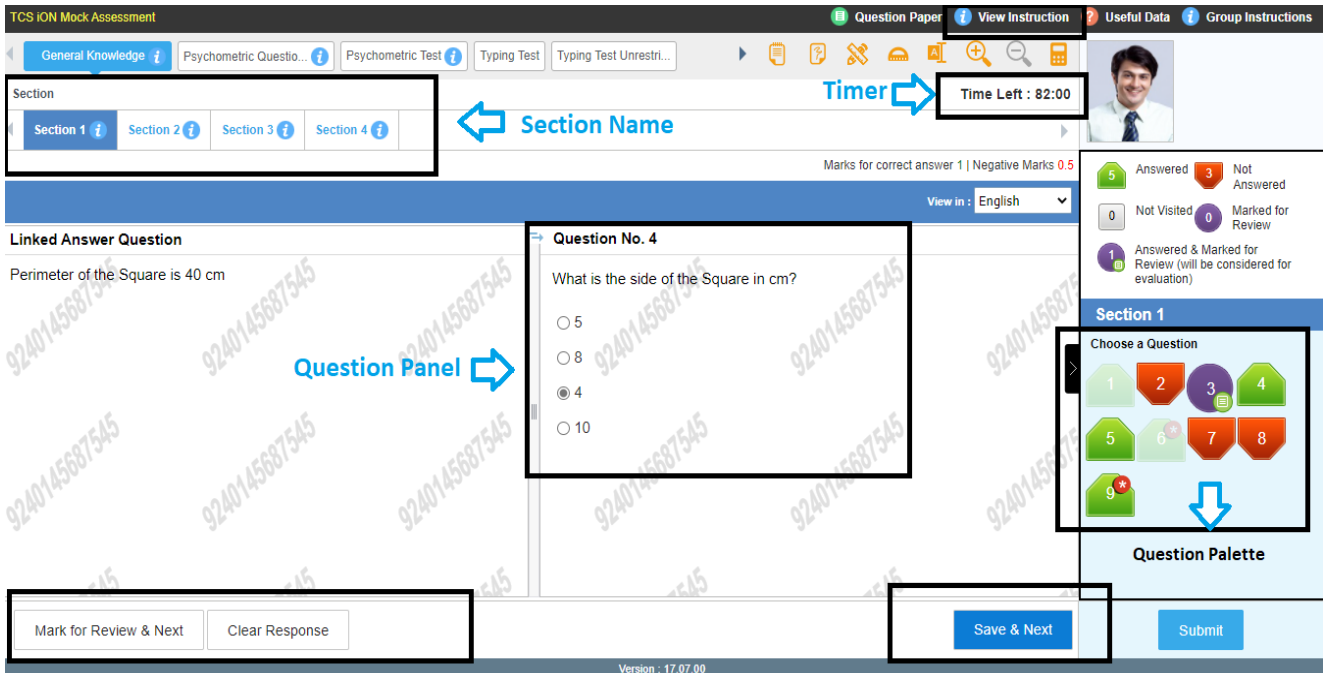 TCS iON Mock Assessment
Question Paper View Instruction Useful Data Group Instructions
General Knowledge Psychometric Questio... Psychometric Test Typing Test Typing Test Unrestri...
Section
Timer
Time Left : 82:00
Section 1 Section 2 Section 3 Section 4
Section Name
Marks for correct answer 1 | Negative Marks 0.5
View in : English
Linked Answer Question
Perimeter of the Square is 40 cm
Question No. 4
What is the side of the Square in cm?
5
8
4
10
Question Panel
5 Answered 3 Not Answered
0 Not Visited 0 Marked for Review
1 Answered & Marked for
Review (will be considered for
evaluation)
Section 1
Choose a Question
1 2 3 4
5 6 7 8
9
Question Palette
9240145687545
Mark for Review & Next Clear Response Save & Next Submit
Version : 17.07.00